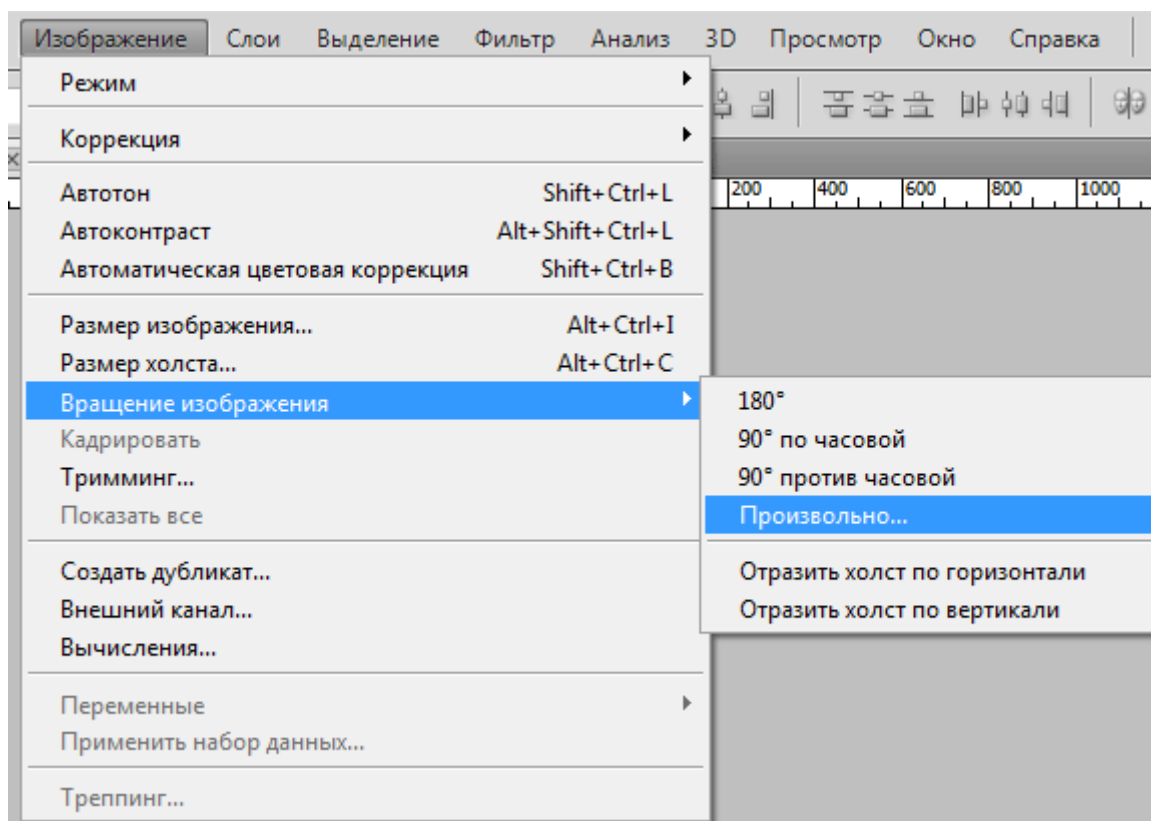 Изображение Слои Выделение Фильтр Анализ 3D Просмотр Окно Справка
Режим
Коррекция
200 400 600 800 1000
Автотон Shift+Ctrl+L
Автоконтраст Alt+Shift+Ctrl+L
Автоматическая цветовая коррекция Shift+Ctrl+B
Размер изображения... Alt+Ctrl+I
Размер холста... Alt+Ctrl+C
Вращение изображения
Кадрировать
Тримминг...
Показать все
Создать дубликат...
Внешний канал...
Вычисления...
Переменные
Применить набор данных...
Треппинг...
180°
90° по часовой
90° против часовой
Произвольно...
Отразить холст по горизонтали
Отразить холст по вертикали